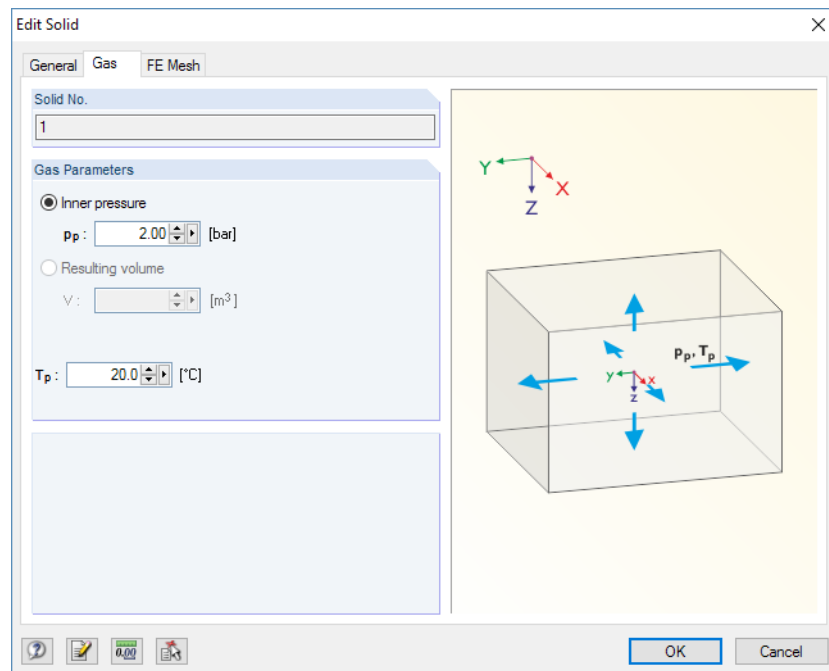 Edit Solid
General Gas FE Mesh
Solid No.
1
Gas Parameters
Inner pressure
pp : 2.00 [bar]
Resulting volume
V : [m³]
Tp : 20.0 [°C]
Y X
Z
pp, Tp
y x
z
0.00
OK Cancel